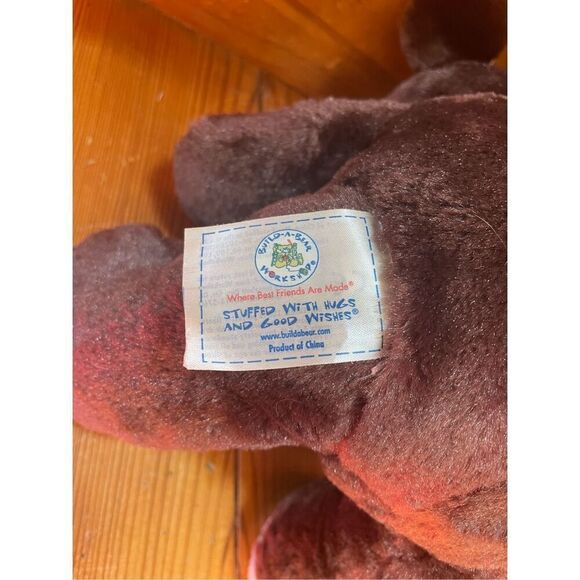 BUILD-A-BEAR
WORKSHOP®
Where Best Friends Are Made®
STUFFED WITH HUGS
AND GOOD WISHES®
www.buildabear.com
Product of China